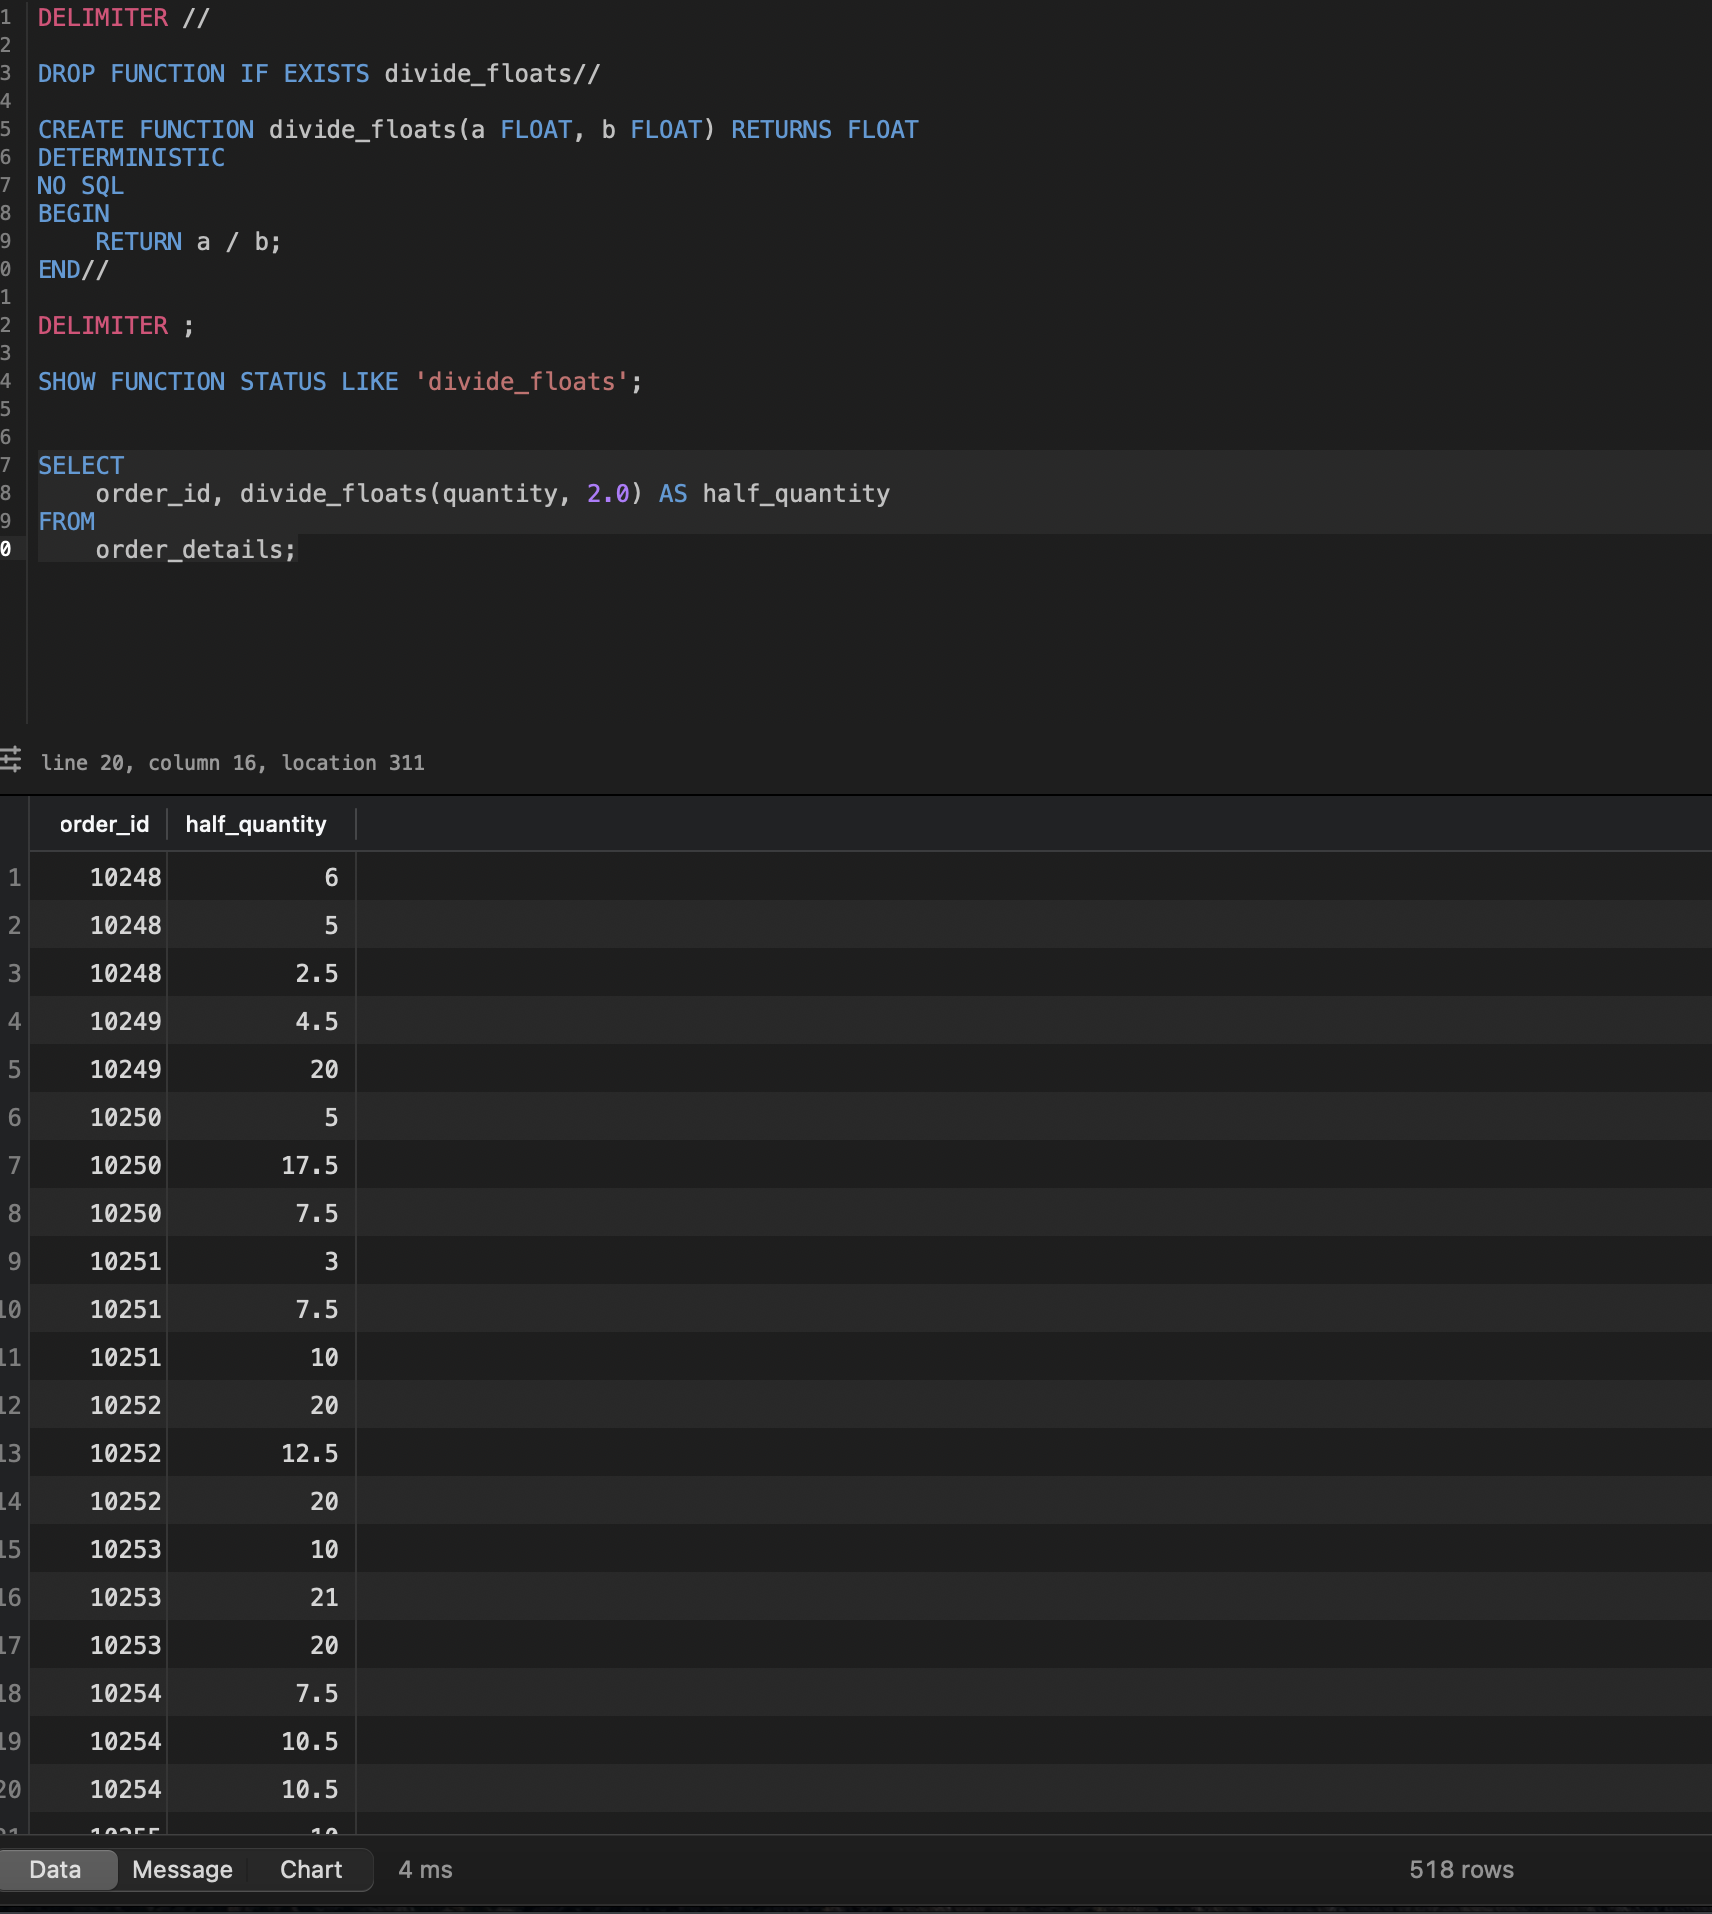 1 DELIMITER //
2
3 DROP FUNCTION IF EXISTS divide_floats//
4
5 CREATE FUNCTION divide_floats(a FLOAT, b FLOAT) RETURNS FLOAT
6 DETERMINISTIC
7 NO SQL
8 BEGIN
9     RETURN a / b;
0 END//
1
2 DELIMITER ;
3
4 SHOW FUNCTION STATUS LIKE 'divide_floats';
5
6
7 SELECT
8     order_id, divide_floats(quantity, 2.0) AS half_quantity
9 FROM
0     order_details;
line 20, column 16, location 311
order_id half_quantity
1 10248 6
2 10248 5
3 10248 2.5
4 10249 4.5
5 10249 20
6 10250 5
7 10250 17.5
8 10250 7.5
9 10251 3
10 10251 7.5
11 10251 10
12 10252 20
13 10252 12.5
14 10252 20
15 10253 10
16 10253 21
17 10253 20
18 10254 7.5
19 10254 10.5
20 10254 10.5
Data Message Chart 4 ms 518 rows